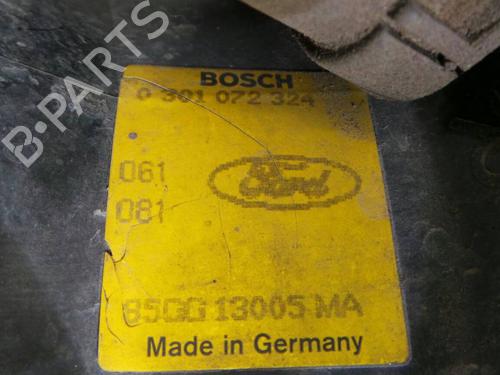 B-PARTS
BOSCH
0 301 072 324
061
Ford
081
85GG 13005 MA
Made in Germany